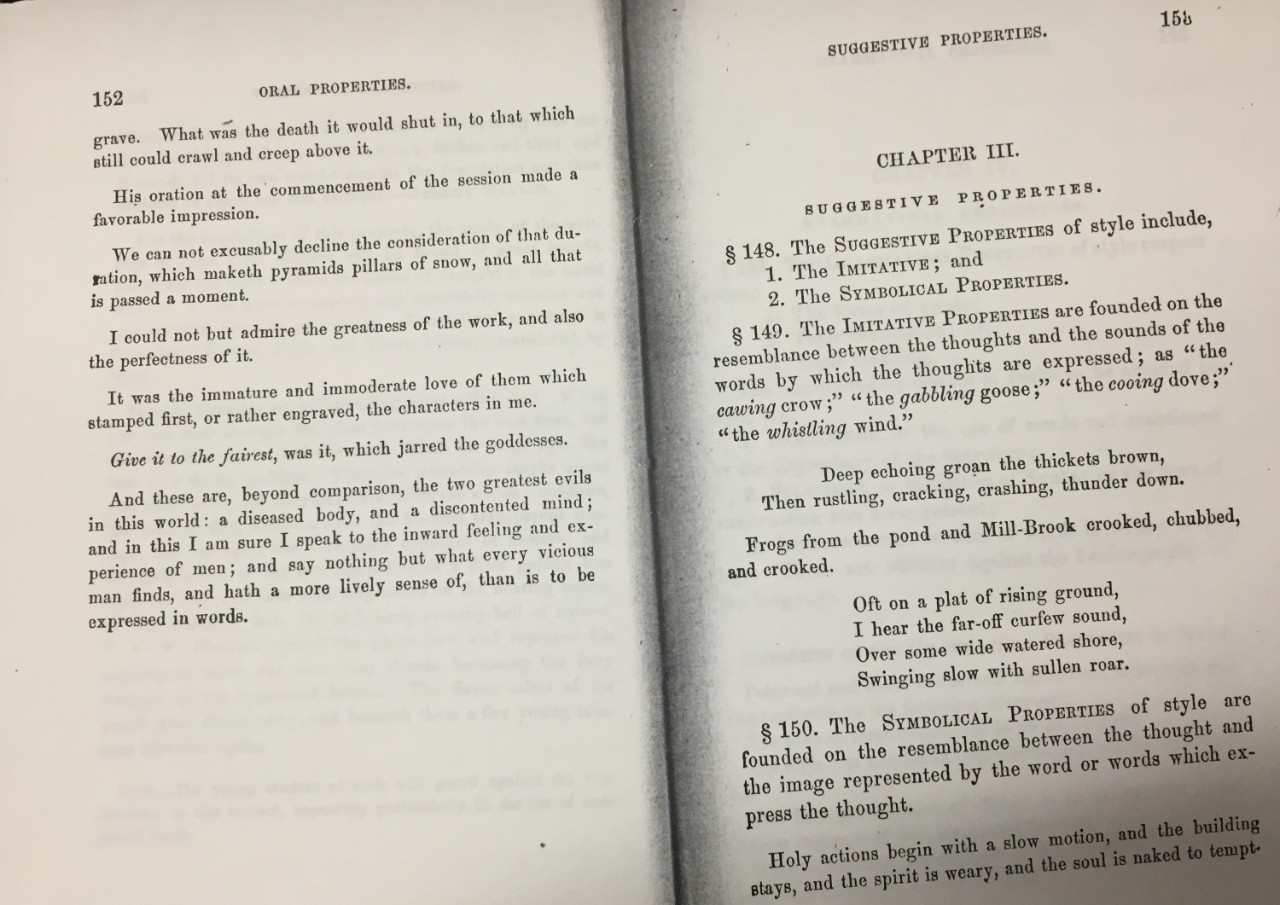 152
ORAL PROPERTIES.
grave. What was the death it would shut in, to that which
still could crawl and creep above it.
His oration at the commencement of the session made a
favorable impression.
We can not excusably decline the consideration of that du-
ration, which maketh pyramids pillars of snow, and all that
is passed a moment.
I could not but admire the greatness of the work, and also
the perfectness of it.
It was the immature and immoderate love of them which
stamped first, or rather engraved, the characters in me.
Give it to the fairest, was it, which jarred the goddesses.
And these are, beyond comparison, the two greatest evils
in this world: a diseased body, and a discontented mind;
and in this I am sure I speak to the inward feeling and ex-
perience of men; and say nothing but what every vicious
man finds, and hath a more lively sense of, than is to be
expressed in words.
SUGGESTIVE PROPERTIES.
153
CHAPTER III.
SUGGESTIVE PROPERTIES.
§ 148. The SUGGESTIVE PROPERTIES of style include,
1. The IMITATIVE; and
2. The SYMBOLICAL PROPERTIES.
§ 149. The IMITATIVE PROPERTIES are founded on the
resemblance between the thoughts and the sounds of the
words by which the thoughts are expressed; as "the
cawing crow;" "the gabbling goose;" "the cooing dove;"
"the whistling wind."
Deep echoing groan the thickets brown,
Then rustling, cracking, crashing, thunder down.
Frogs from the pond and Mill-Brook crooked, chubbed,
and crooked.
Oft on a plat of rising ground,
I hear the far-off curfew sound,
Over some wide watered shore,
Swinging slow with sullen roar.
§ 150. The SYMBOLICAL PROPERTIES of style are
founded on the resemblance between the thought and
the image represented by the word or words which ex-
press the thought.
Holy actions begin with a slow motion, and the building
stays, and the spirit is weary, and the soul is naked to tempt-